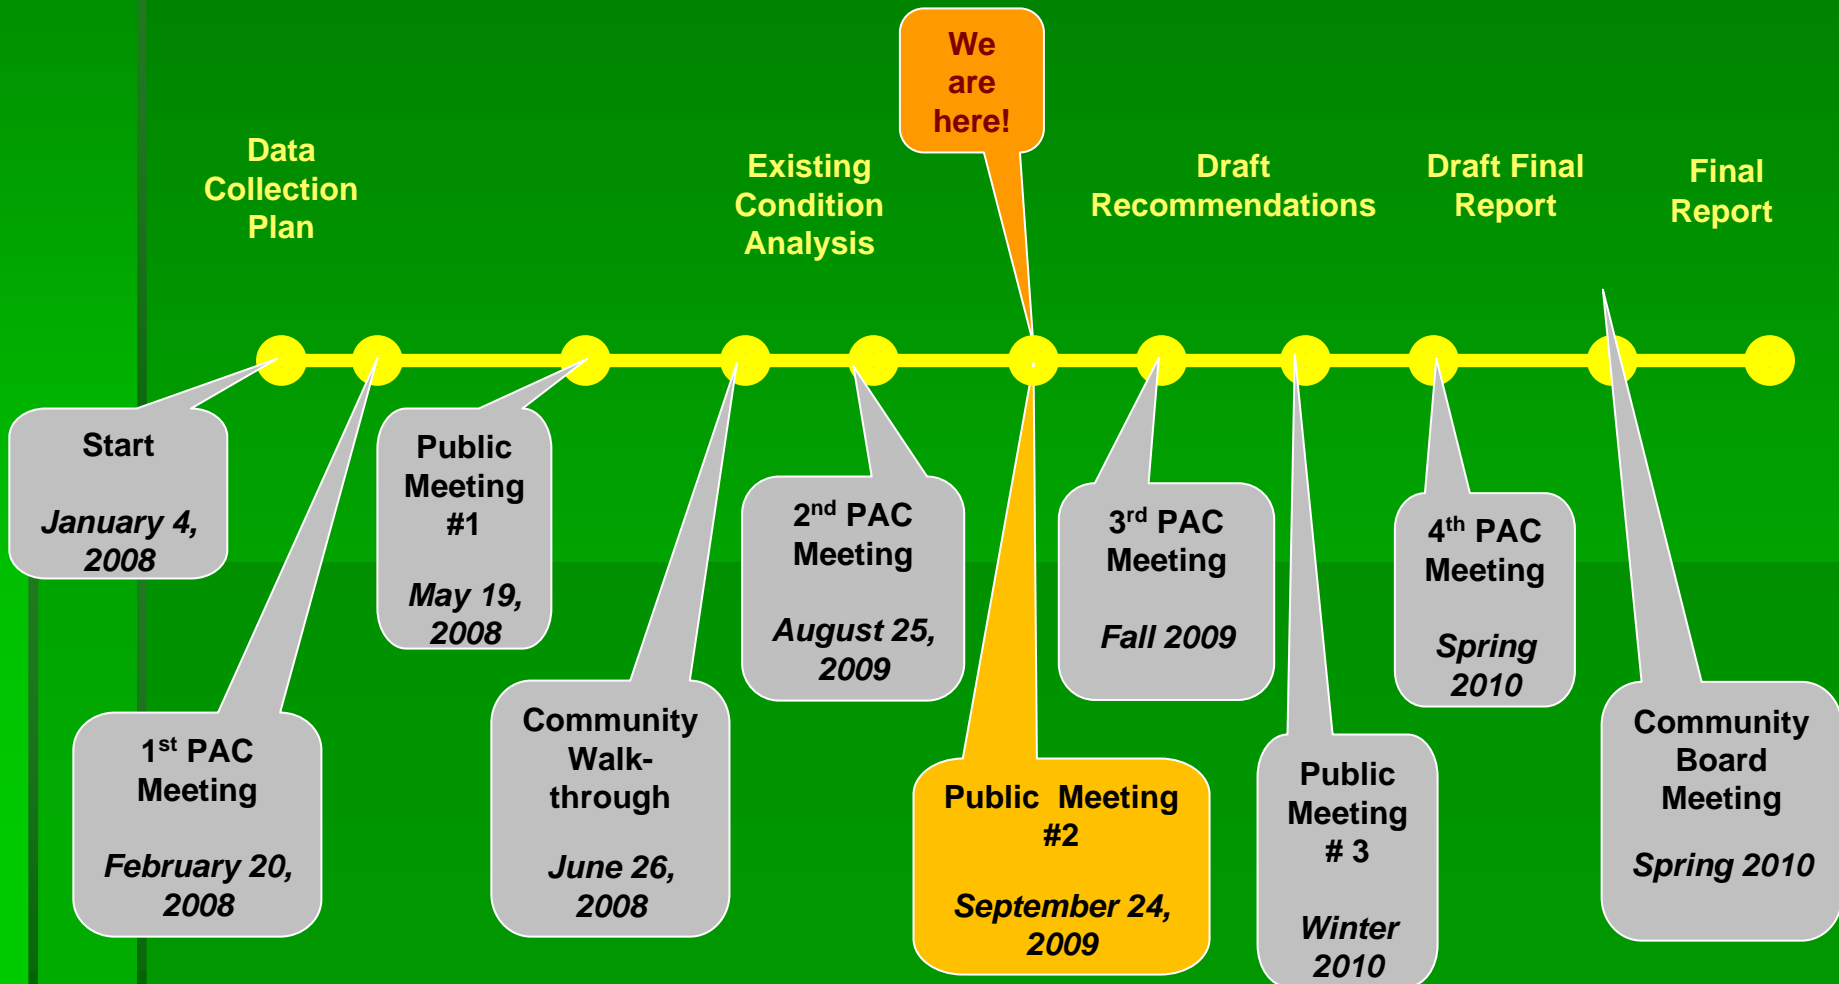 We
are
here!
Data
Collection
Plan
Existing
Condition
Analysis
Draft
Recommendations
Draft Final
Report
Final
Report
Start
January 4,
2008
1st PAC
Meeting
February 20,
2008
Public
Meeting
#1
May 19,
2008
Community
Walk-
through
June 26,
2008
2nd PAC
Meeting
August 25,
2009
Public  Meeting
#2
September 24,
2009
3rd PAC
Meeting
Fall 2009
Public
Meeting
# 3
Winter
2010
4th PAC
Meeting
Spring
2010
Community
Board
Meeting
Spring 2010